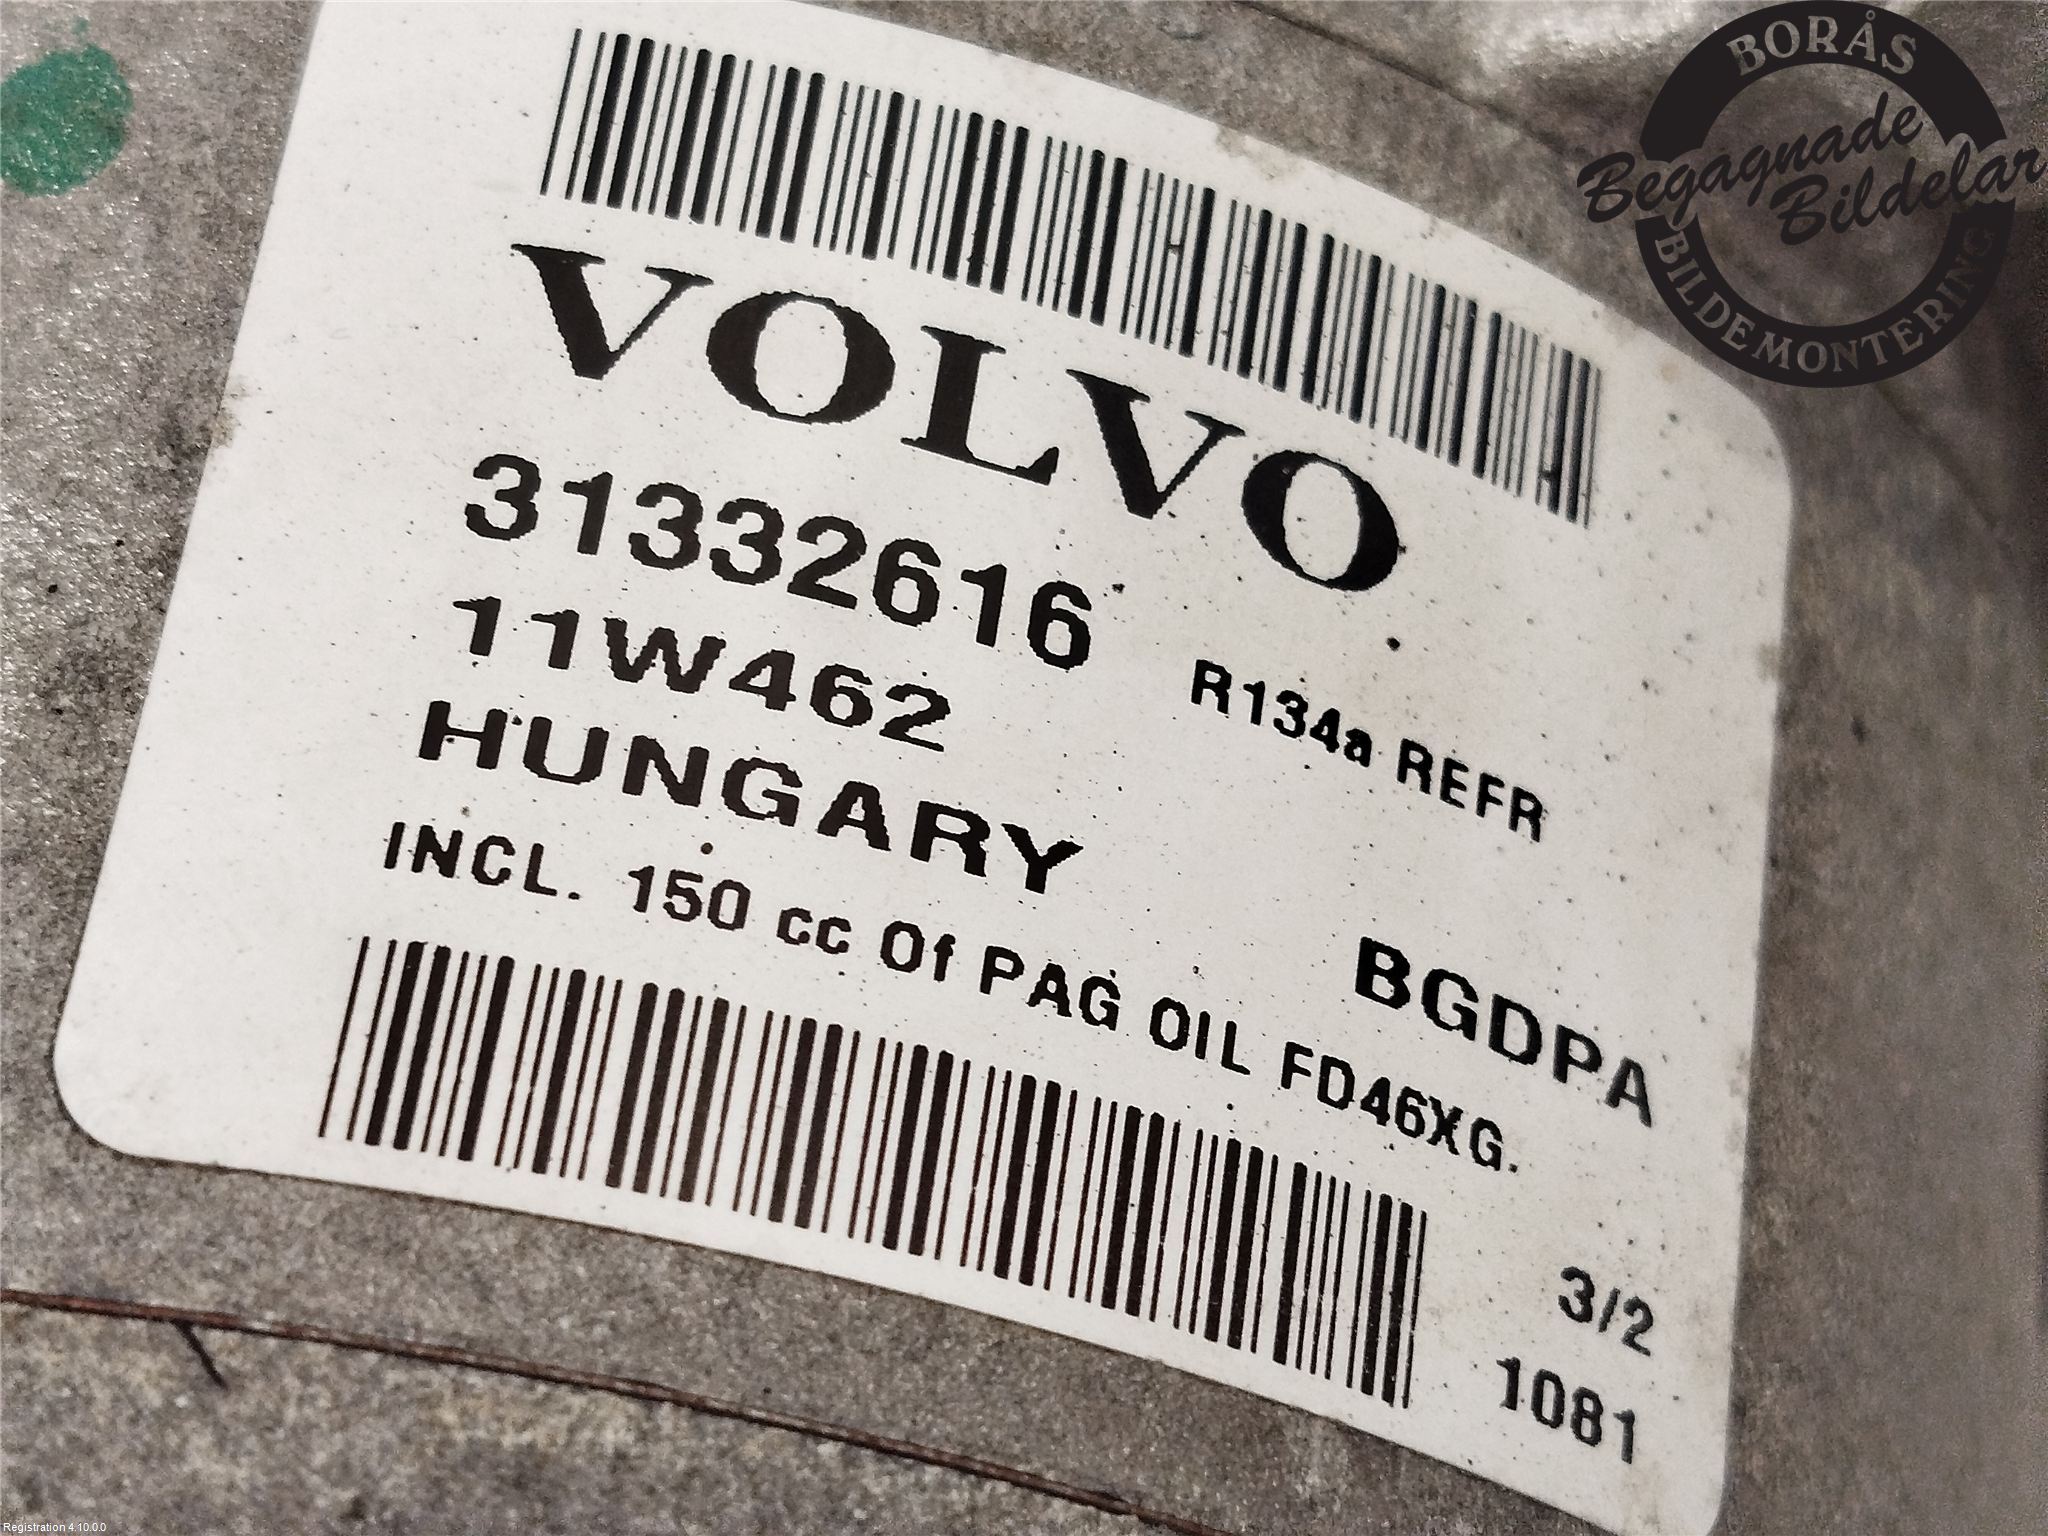 BORÅS
Begagnade
Bildelar
BILDEMONTERING
VOLVO
31332616
11W462
R134a REFR
HUNGARY
BGDPA
INCL. 150 cc Of PAG OIL FD46XG.
3/2
1081
Registration 4.10.0.0